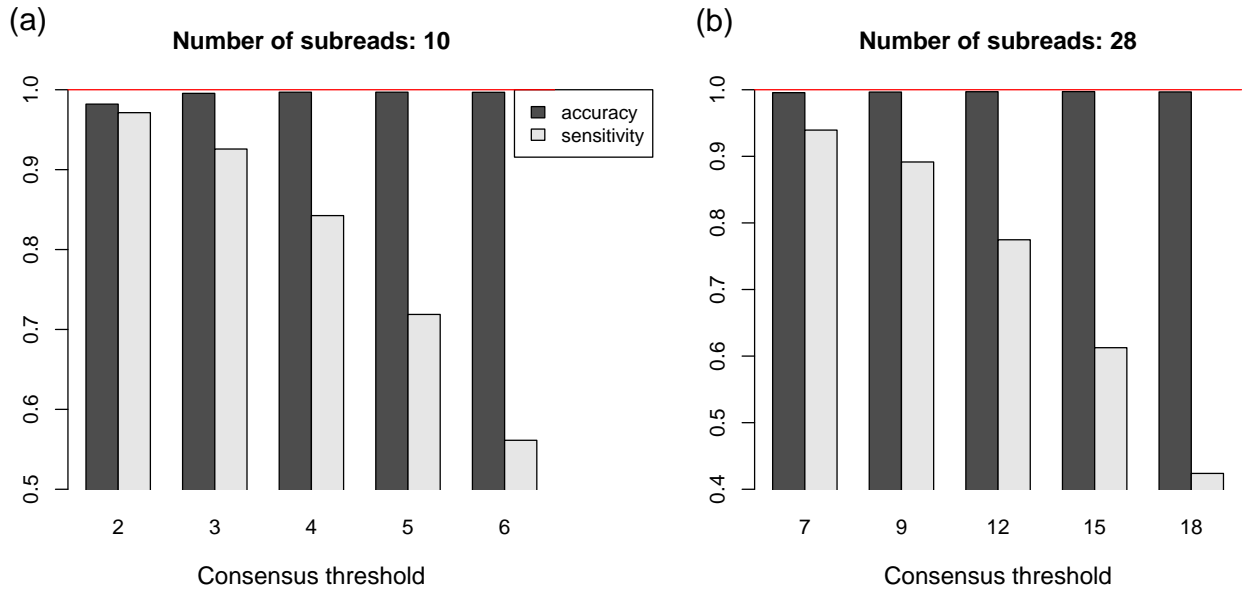 (a)
Number of subreads: 10
1.0
0.9
0.8
0.7
0.6
0.5
accuracy
sensitivity
2 3 4 5 6
Consensus threshold
(b)
Number of subreads: 28
1.0
0.9
0.8
0.7
0.6
0.5
0.4
7 9 12 15 18
Consensus threshold